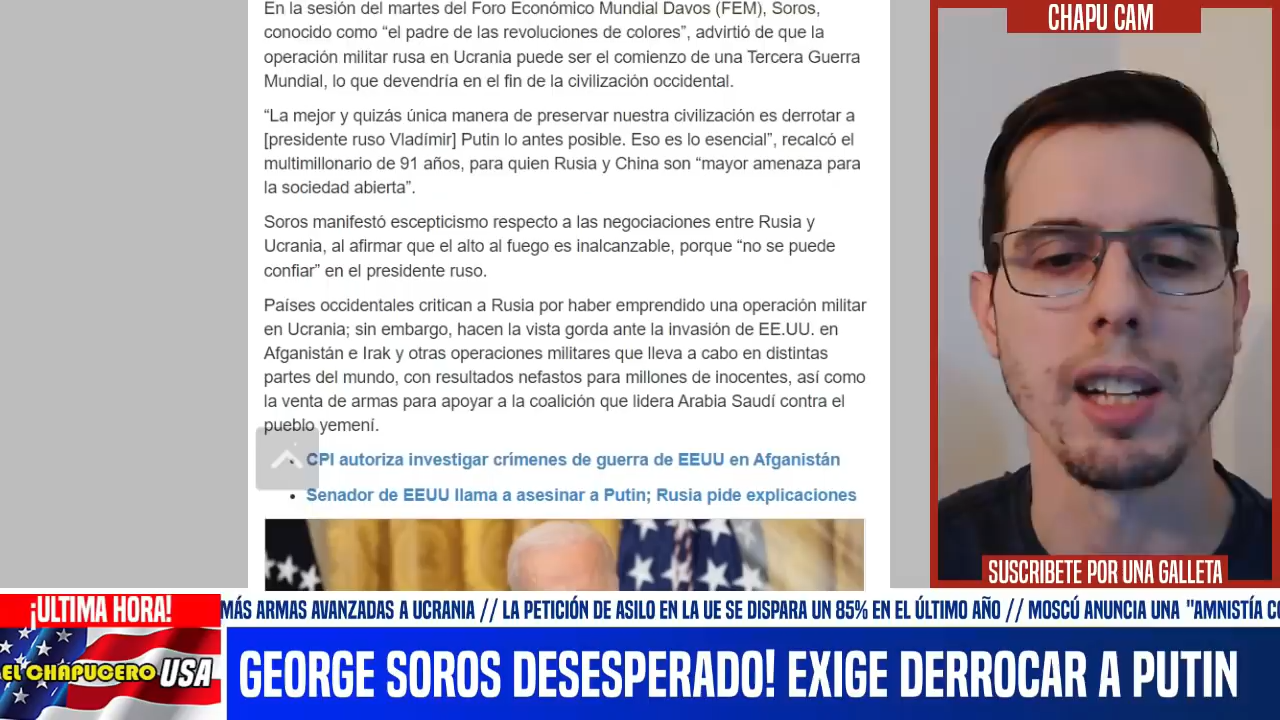 En la sesión del martes del Foro Económico Mundial Davos (FEM), Soros,
conocido como “el padre de las revoluciones de colores”, advirtió de que la
operación militar rusa en Ucrania puede ser el comienzo de una Tercera Guerra
Mundial, lo que devendría en el fin de la civilización occidental.
“La mejor y quizás única manera de preservar nuestra civilización es derrotar a
[presidente ruso Vladímir] Putin lo antes posible. Eso es lo esencial”, recalcó el
multimillonario de 91 años, para quien Rusia y China son “mayor amenaza para
la sociedad abierta”.
Soros manifestó escepticismo respecto a las negociaciones entre Rusia y
Ucrania, al afirmar que el alto al fuego es inalcanzable, porque “no se puede
confiar” en el presidente ruso.
Países occidentales critican a Rusia por haber emprendido una operación militar
en Ucrania; sin embargo, hacen la vista gorda ante la invasión de EE.UU. en
Afganistán e Irak y otras operaciones militares que lleva a cabo en distintas
partes del mundo, con resultados nefastos para millones de inocentes, así como
la venta de armas para apoyar a la coalición que lidera Arabia Saudí contra el
pueblo yemení.
CPI autoriza investigar crímenes de guerra de EEUU en Afganistán
Senador de EEUU llama a asesinar a Putin; Rusia pide explicaciones
CHAPU CAM
SUSCRIBETE POR UNA GALLETA
¡ULTIMA HORA!
MÁS ARMAS AVANZADAS A UCRANIA // LA PETICIÓN DE ASILO EN LA UE SE DISPARA UN 85% EN EL ÚLTIMO AÑO // MOSCÚ ANUNCIA UNA "AMNISTÍA
EL CHAPUCERO USA
GEORGE SOROS DESESPERADO! EXIGE DERROCAR A PUTIN